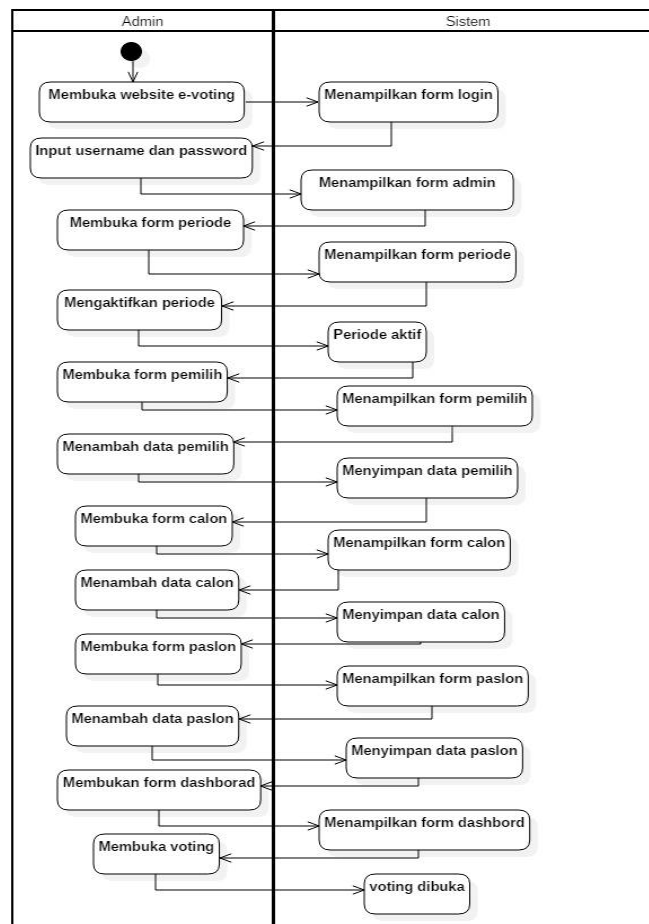 Admin
Sistem
Membuka website e-voting
Menampilkan form login
Input username dan password
Menampilkan form admin
Membuka form periode
Menampilkan form periode
Mengaktifkan periode
Periode aktif
Membuka form pemilih
Menampilkan form pemilih
Menambah data pemilih
Menyimpan data pemilih
Membuka form calon
Menampilkan form calon
Menambah data calon
Menyimpan data calon
Membuka form paslon
Menampilkan form paslon
Menambah data paslon
Menyimpan data paslon
Membukan form dashborad
Menampilkan form dashbord
Membuka voting
voting dibuka